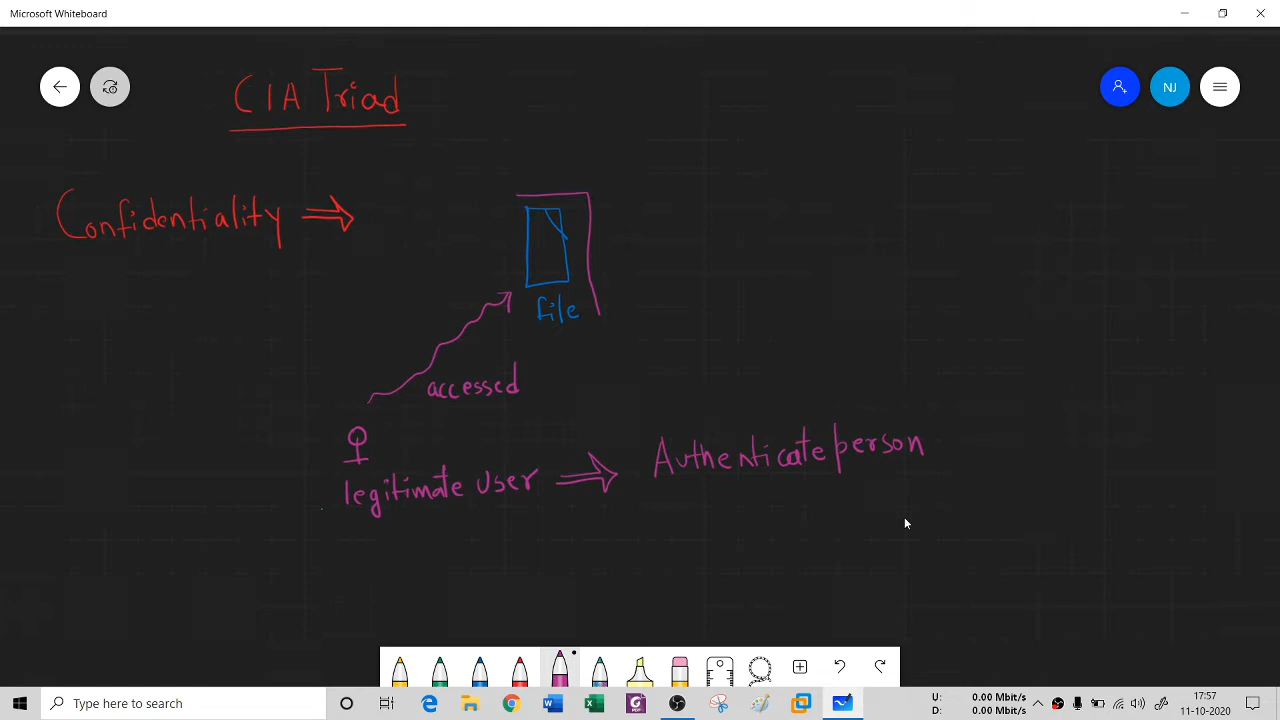 Microsoft Whiteboard
NJ
CIA Triad
Confidentiality ⇒
file
accessed
legitimate user ⇒ Authenticate person
Type here to search
U: 0.00 Mbit/s
D: 0.00 Mbit/s
17:57
11-10-2020